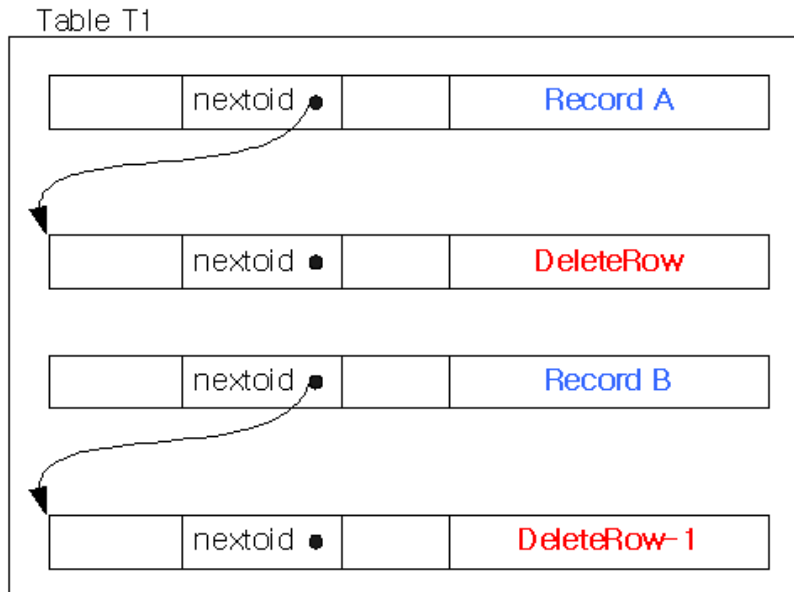 Table T1
nextoid Record A
nextoid DeleteRow
nextoid Record B
nextoid DeleteRow-1